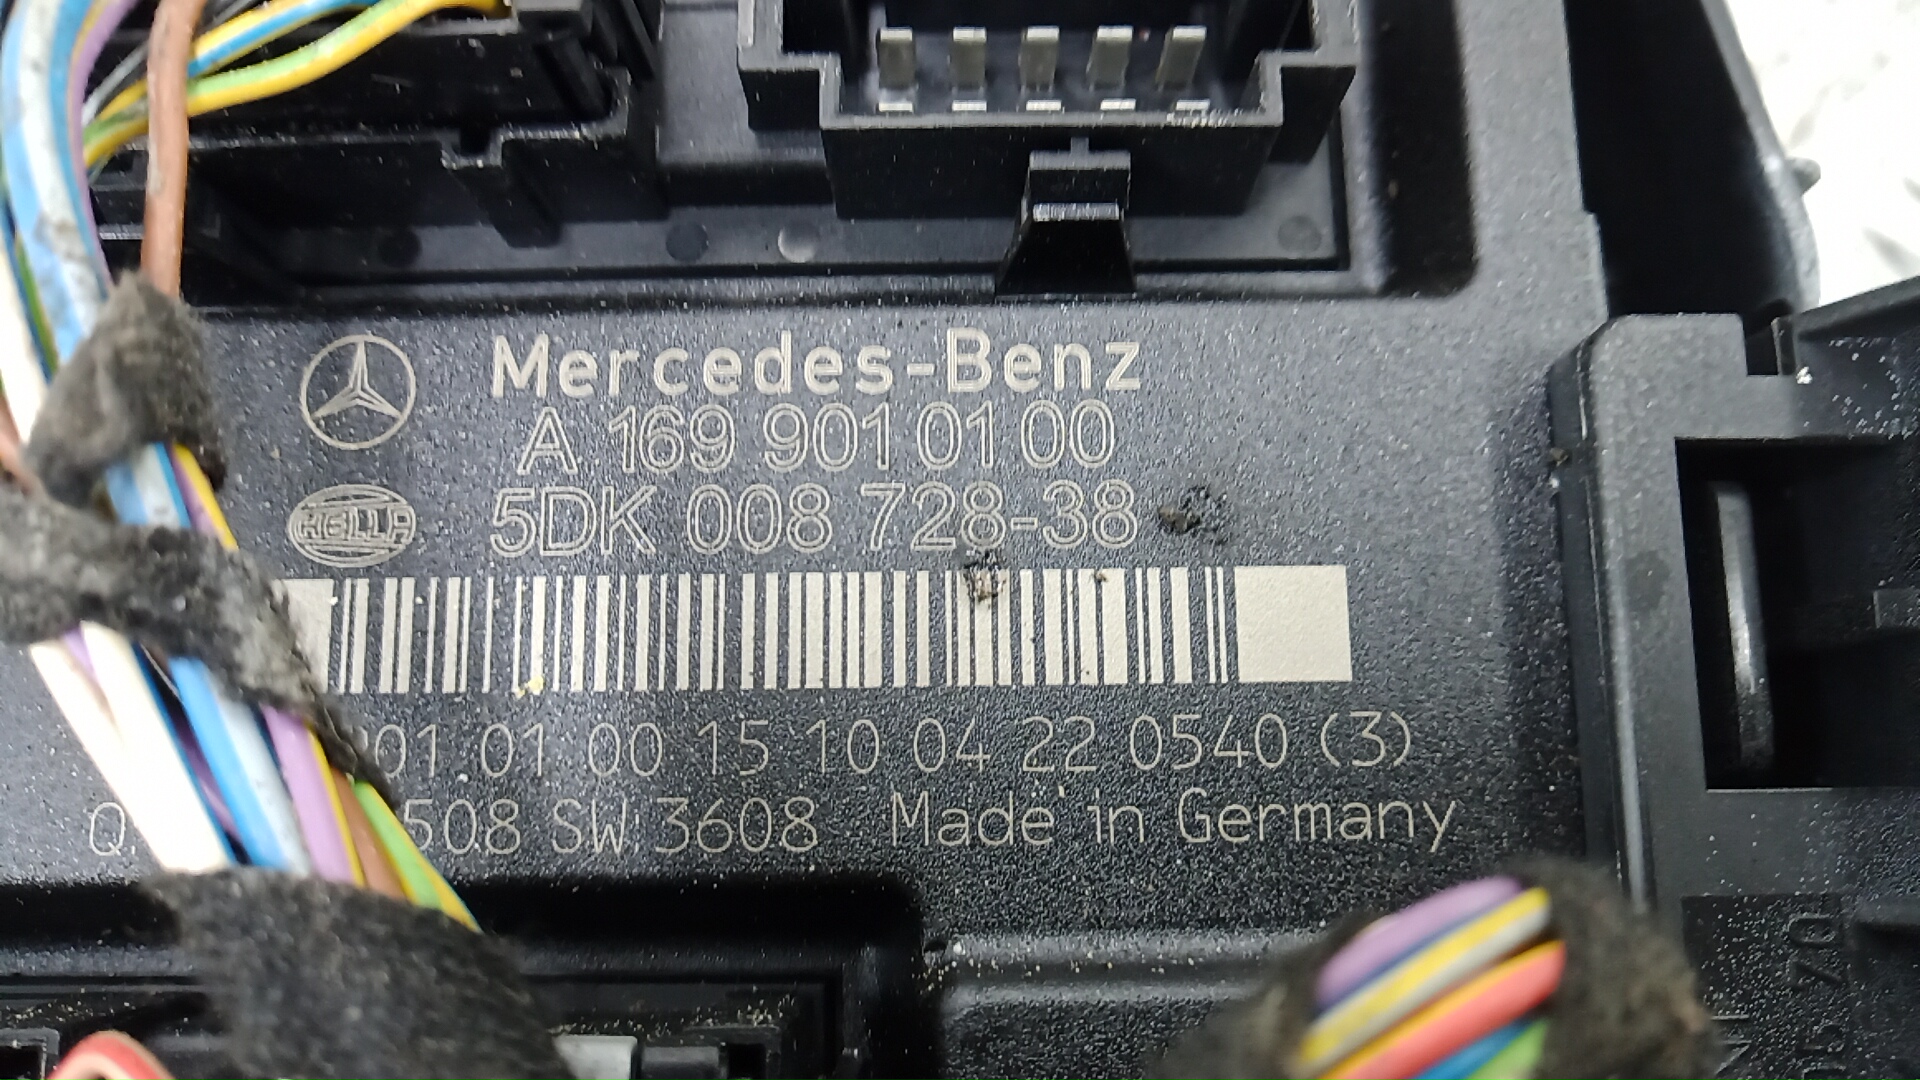 Mercedes-Benz
A 169 901 01 00
HELLA 5DK 008 728-38
01 01 00 15 10 04 22 0540 (3)
508 SW 3608 Made in Germany